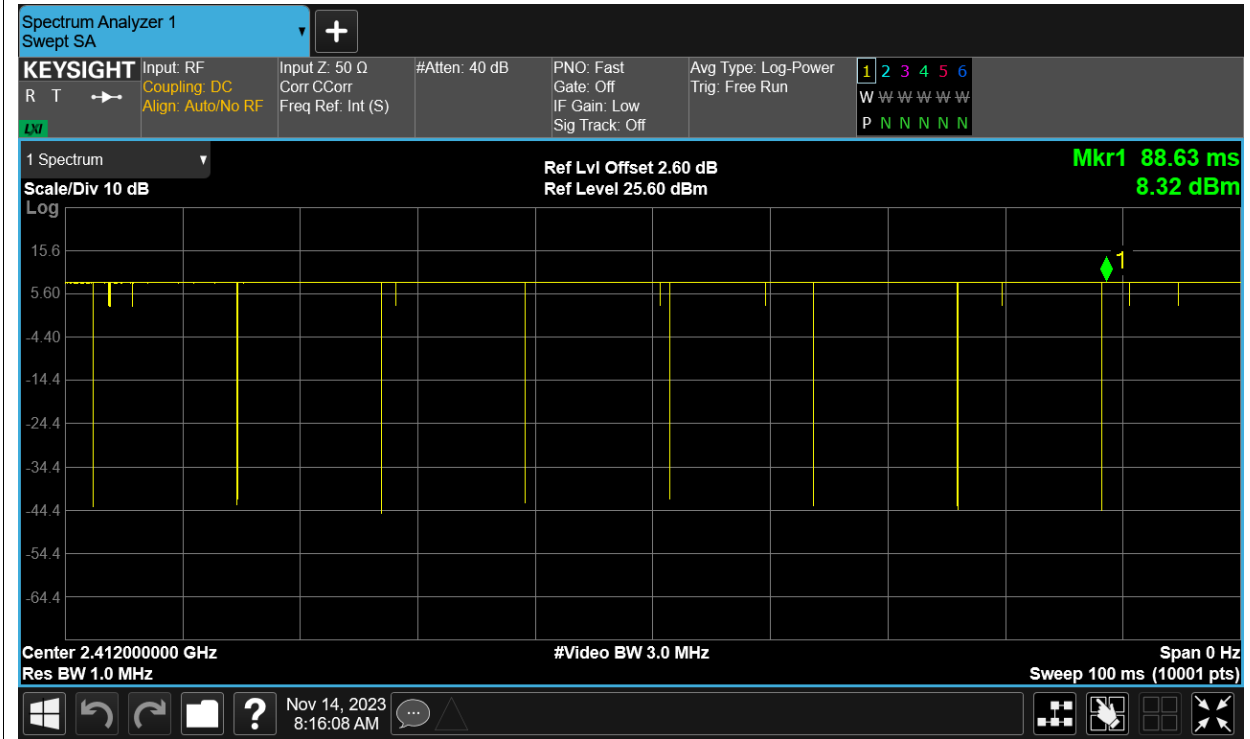 Spectrum Analyzer 1
Swept SA
KEYSIGHT
R T
LXI
Input: RF
Coupling: DC
Align: Auto/No RF
Input Z: 50 Ω
Corr CCorr
Freq Ref: Int (S)
#Atten: 40 dB
PNO: Fast
Gate: Off
IF Gain: Low
Sig Track: Off
Avg Type: Log-Power
Trig: Free Run
1 2 3 4 5 6
W W W W W W
P N N N N N
1 Spectrum
Scale/Div 10 dB
Log
Ref Lvl Offset 2.60 dB
Ref Level 25.60 dBm
Mkr1 88.63 ms
8.32 dBm
1
15.6
5.60
-4.40
-14.4
-24.4
-34.4
-44.4
-54.4
-64.4
Center 2.412000000 GHz
Res BW 1.0 MHz
#Video BW 3.0 MHz
Span 0 Hz
Sweep 100 ms (10001 pts)
?
Nov 14, 2023
8:16:08 AM